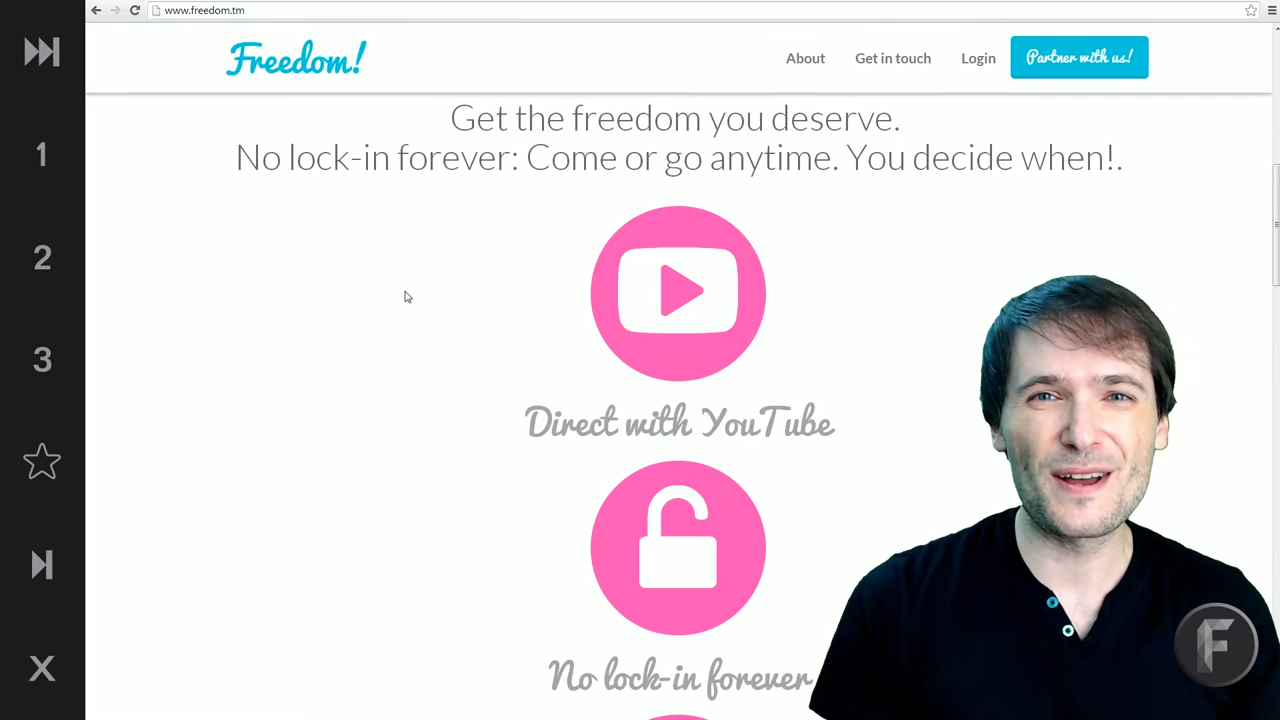 www.freedom.tm
Freedom!
About
Get in touch
Login
Partner with us!
Get the freedom you deserve.
No lock-in forever: Come or go anytime. You decide when!.
1
2
3
X
Direct with YouTube
No lock-in forever
F